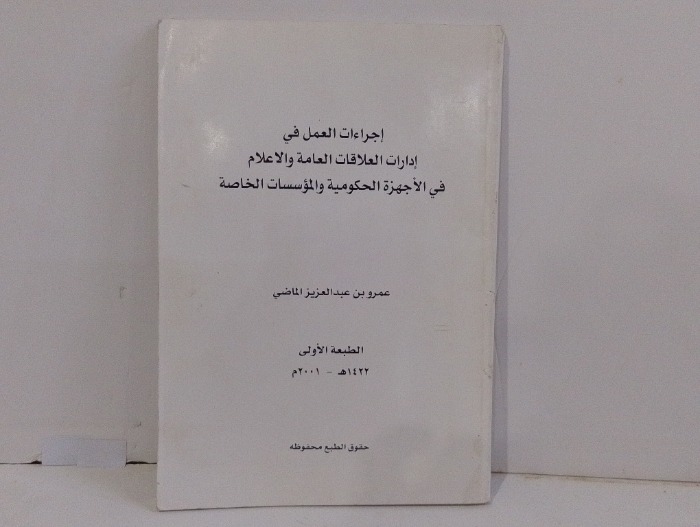 إجراءات العمل في
إدارات العلاقات العامة والاعلام
في الأجهزة الحكومية والمؤسسات الخاصة
عمرو بن عبدالعزيز الماضي
الطبعة الأولى
١٤٢٢هـ - ٢٠٠١م
حقوق الطبع محفوظه